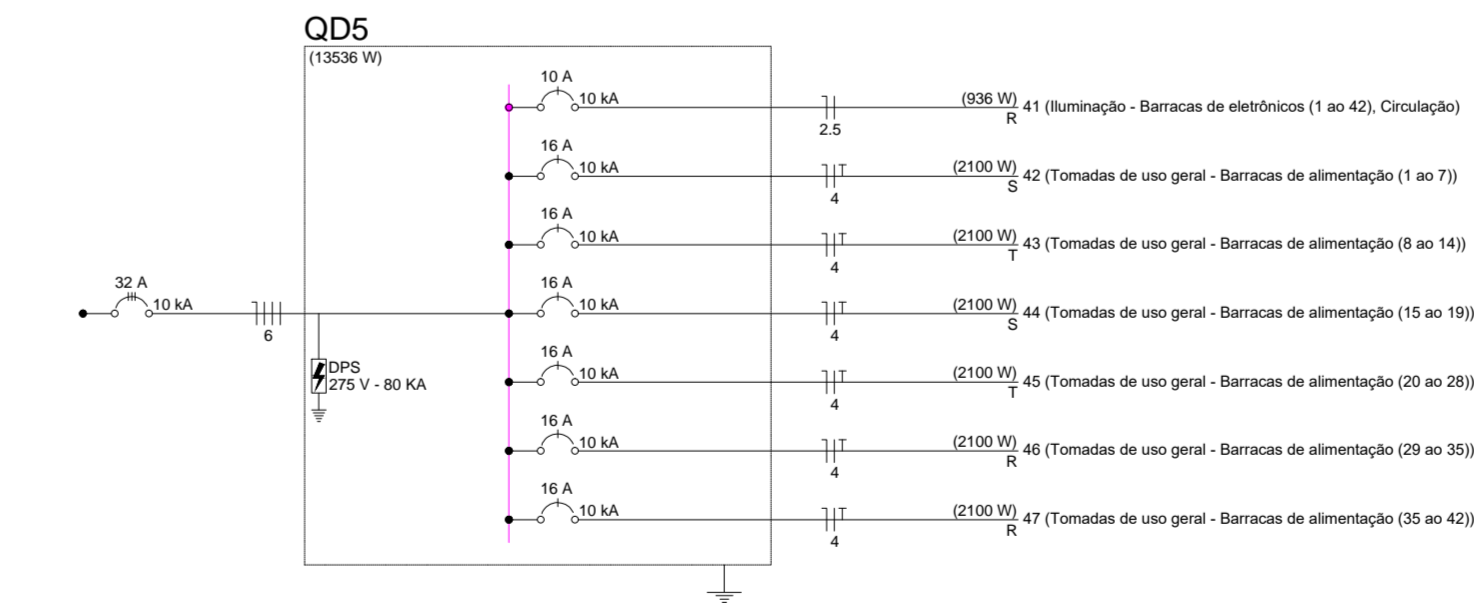 QD5
(13536 W)
10 A
10 kA
2.5
(936 W)
R
41 (Iluminação - Barracas de eletrônicos (1 ao 42), Circulação)
16 A
10 kA
T
4
(2100 W)
S
42 (Tomadas de uso geral - Barracas de alimentação (1 ao 7))
16 A
10 kA
T
4
(2100 W)
T
43 (Tomadas de uso geral - Barracas de alimentação (8 ao 14))
32 A
10 kA
6
16 A
10 kA
T
4
(2100 W)
S
44 (Tomadas de uso geral - Barracas de alimentação (15 ao 19))
DPS
275 V - 80 KA
16 A
10 kA
T
4
(2100 W)
T
45 (Tomadas de uso geral - Barracas de alimentação (20 ao 28))
16 A
10 kA
T
4
(2100 W)
R
46 (Tomadas de uso geral - Barracas de alimentação (29 ao 35))
16 A
10 kA
T
4
(2100 W)
R
47 (Tomadas de uso geral - Barracas de alimentação (35 ao 42))